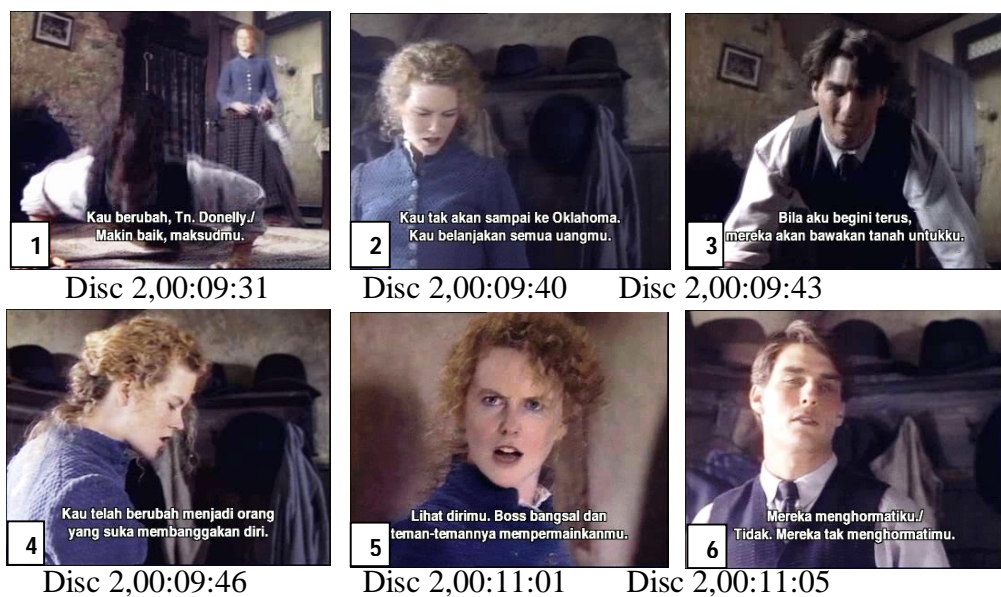 Kau berubah, Tn. Donelly./
Makin baik, maksudmu.
1
Kau tak akan sampai ke Oklahoma.
Kau belanjakan semua uangmu.
2
Bila aku begini terus,
mereka akan bawakan tanah untukku.
3
Disc 2,00:09:31
Disc 2,00:09:40
Disc 2,00:09:43
Kau telah berubah menjadi orang
yang suka membanggakan diri.
4
Lihat dirimu. Boss bangsal dan
teman-temannya mempermainkanmu.
5
Mereka menghormatiku./
Tidak. Mereka tak menghormatimu.
6
Disc 2,00:09:46
Disc 2,00:11:01
Disc 2,00:11:05